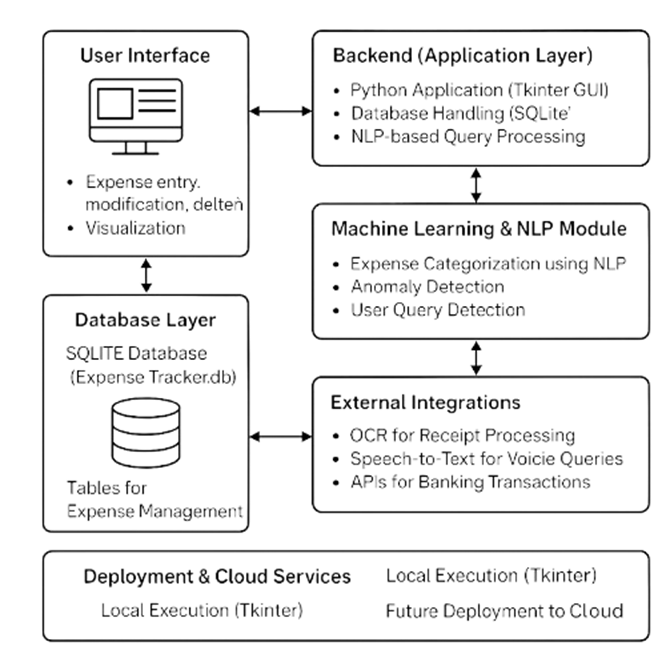 User Interface
• Expense entry.
modification, delteń
• Visualization
Backend (Application Layer)
• Python Application (Tkinter GUI)
• Database Handling (SQLite'
• NLP-based Query Processing
Machine Learning & NLP Module
• Expense Categorization using NLP
• Anomaly Detection
• User Query Detection
Database Layer
SQLITE Database
(Expense Tracker.db)
Tables for
Expense Management
External Integrations
• OCR for Receipt Processing
• Speech-to-Text for Voicie Queries
• APIs for Banking Transactions
Deployment & Cloud Services
Local Execution (Tkinter)
Local Execution (Tkinter)
Future Deployment to Cloud